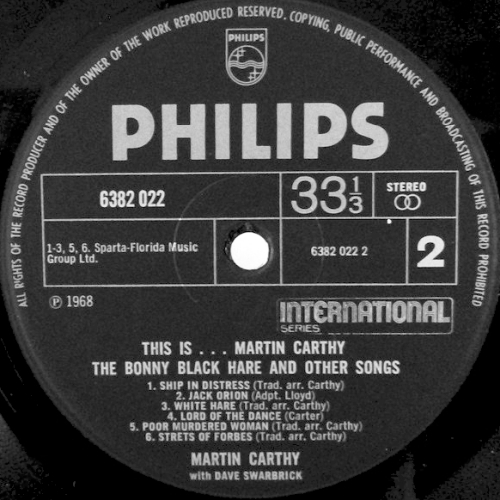 ALL RIGHTS OF THE RECORD PRODUCER AND OF THE OWNER OF THE WORK REPRODUCED RESERVED. COPYING, PUBLIC PERFORMANCE AND BROADCASTING OF THIS RECORD PROHIBITED
PHILIPS
PHILIPS
6382 022
33 1/3
STEREO
1-3, 5, 6. Sparta-Florida Music
Group Ltd.
6382 022 2
2
℗ 1968
INTERNATIONAL
SERIES
THIS IS . . . MARTIN CARTHY
THE BONNY BLACK HARE AND OTHER SONGS
1. SHIP IN DISTRESS (Trad. arr. Carthy)
2. JACK ORION (Adpt. Lloyd)
3. WHITE HARE (Trad. arr. Carthy)
4. LORD OF THE DANCE (Carter)
5. POOR MURDERED WOMAN (Trad. arr. Carthy)
6. STRETS OF FORBES (Trad. arr. Carthy)
MARTIN CARTHY
with DAVE SWARBRICK